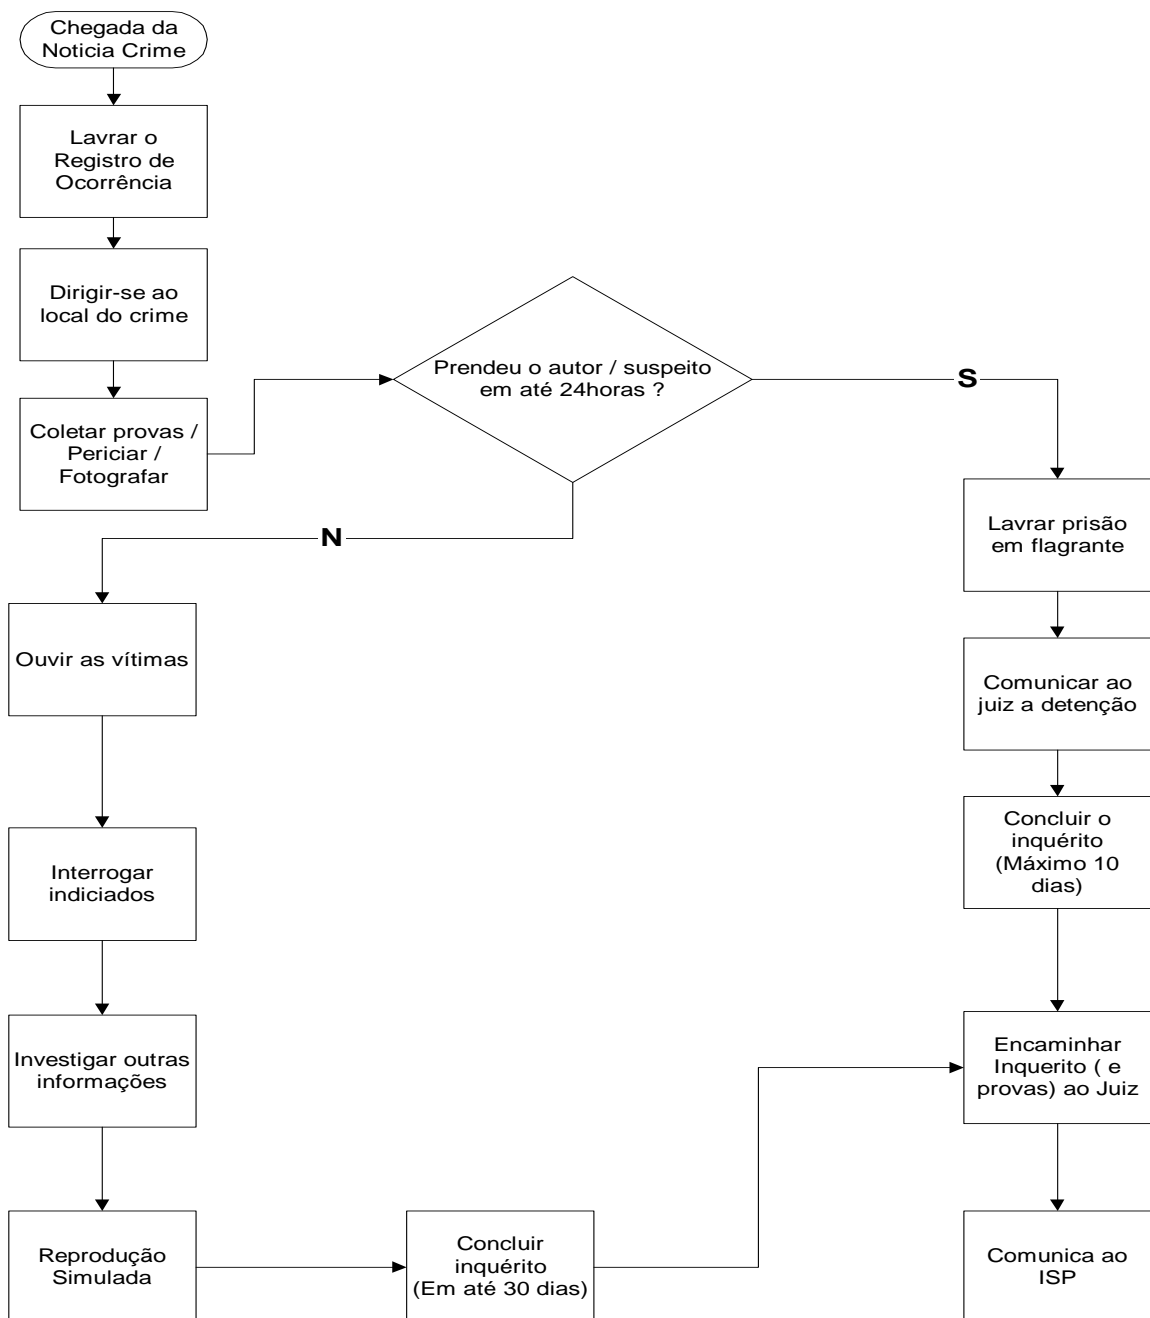 Chegada da
Noticia Crime
Lavrar o
Registro de
Ocorrência
Dirigir-se ao
local do crime
Coletar provas /
Periciar /
Fotografar
Prendeu o autor / suspeito
em até 24horas ?
S
N
Lavrar prisão
em flagrante
Comunicar ao
juiz a detenção
Concluir o
inquérito
(Máximo 10
dias)
Encaminhar
Inquerito ( e
provas) ao Juiz
Comunica ao
ISP
Ouvir as vítimas
Interrogar
indiciados
Investigar outras
informações
Reprodução
Simulada
Concluir
inquérito
(Em até 30 dias)